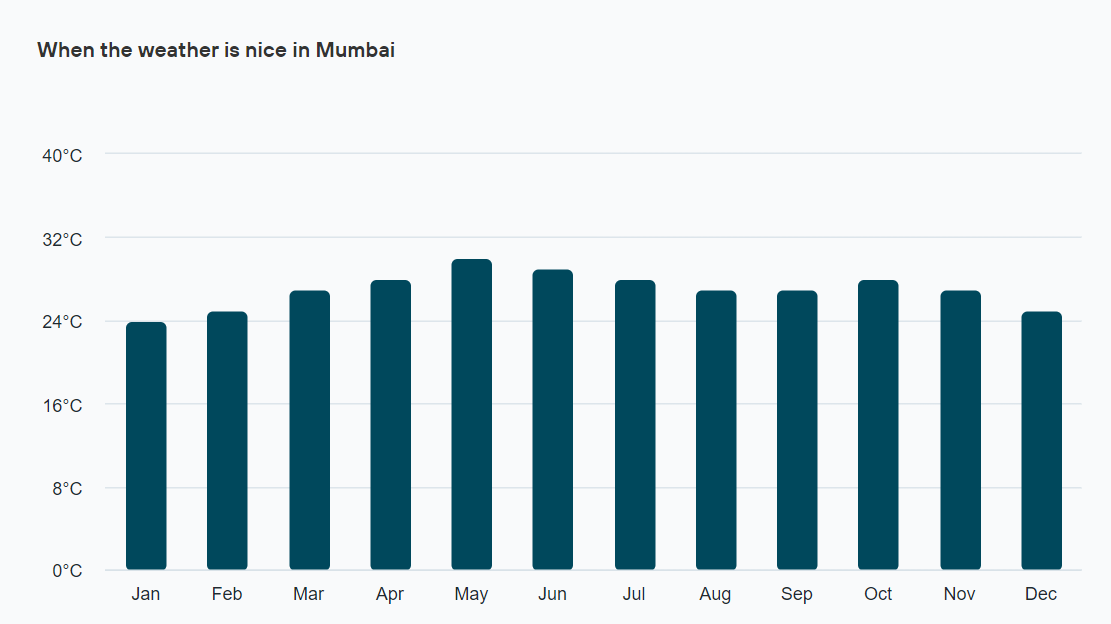 When the weather is nice in Mumbai
40°C
32°C
24°C
16°C
8°C
0°C
Jan Feb Mar Apr May Jun Jul Aug Sep Oct Nov Dec